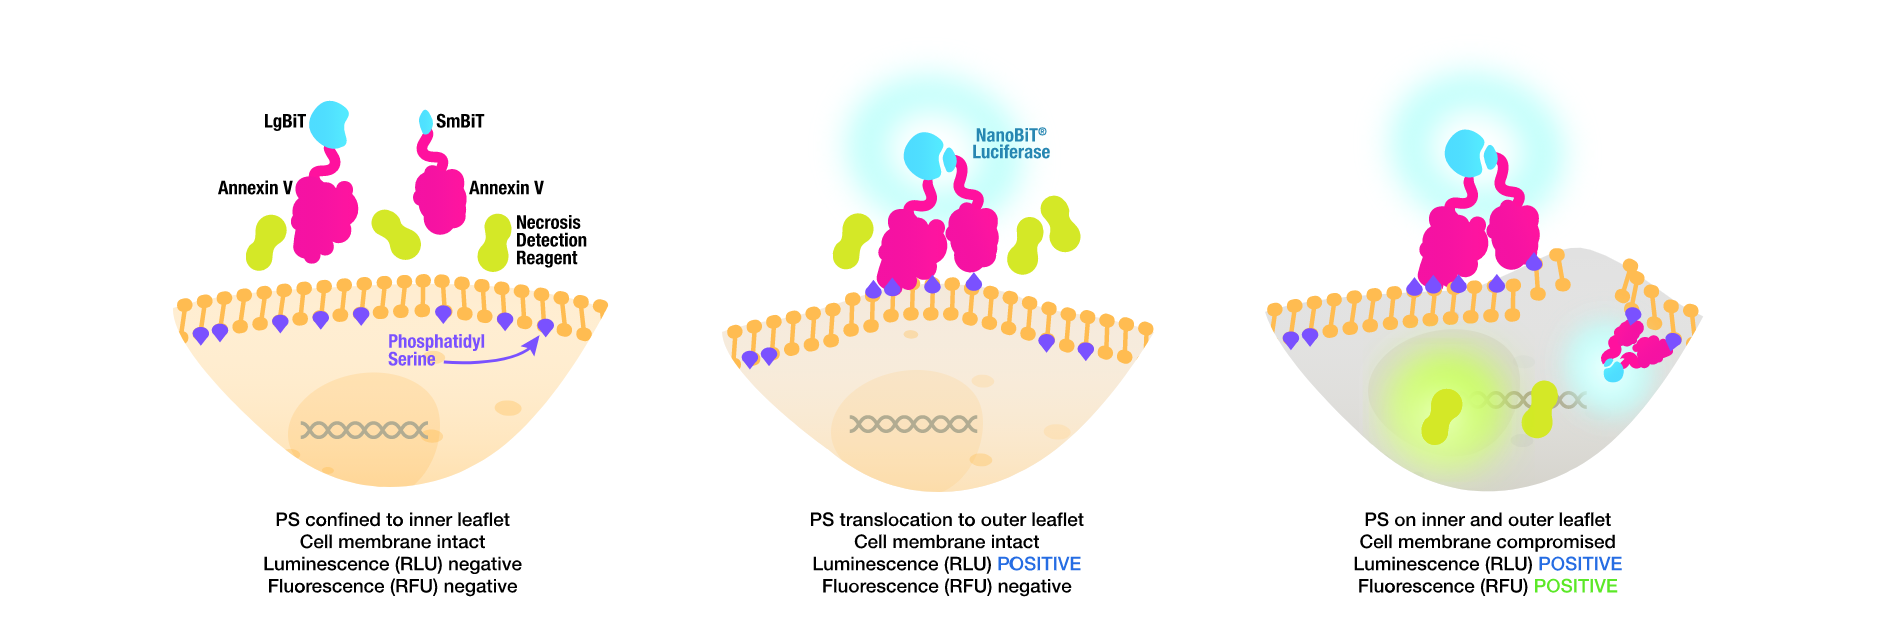 LgBiT
SmBiT
Annexin V
Annexin V
Necrosis
Detection
Reagent
Phosphatidyl
Serine
PS confined to inner leaflet
Cell membrane intact
Luminescence (RLU) negative
Fluorescence (RFU) negative
NanoBiT®
Luciferase
PS translocation to outer leaflet
Cell membrane intact
Luminescence (RLU) POSITIVE
Fluorescence (RFU) negative
PS on inner and outer leaflet
Cell membrane compromised
Luminescence (RLU) POSITIVE
Fluorescence (RFU) POSITIVE